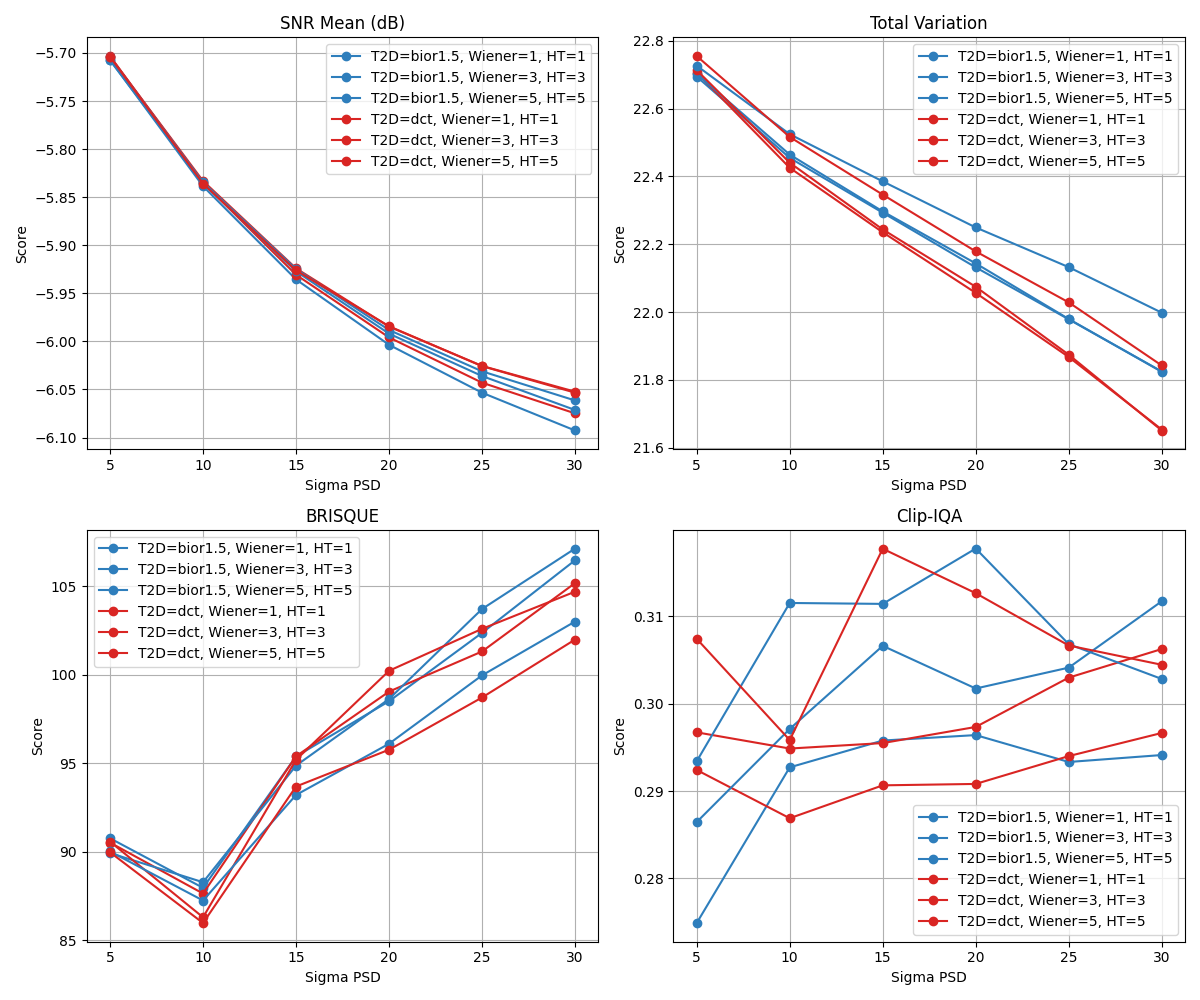 SNR Mean (dB)
−5.70
−5.75
−5.80
−5.85
−5.90
−5.95
−6.00
−6.05
−6.10
Score
5
10
15
20
25
30
Sigma PSD
T2D=bior1.5, Wiener=1, HT=1
T2D=bior1.5, Wiener=3, HT=3
T2D=bior1.5, Wiener=5, HT=5
T2D=dct, Wiener=1, HT=1
T2D=dct, Wiener=3, HT=3
T2D=dct, Wiener=5, HT=5
Total Variation
22.8
22.6
22.4
22.2
22.0
21.8
21.6
Score
5
10
15
20
25
30
Sigma PSD
T2D=bior1.5, Wiener=1, HT=1
T2D=bior1.5, Wiener=3, HT=3
T2D=bior1.5, Wiener=5, HT=5
T2D=dct, Wiener=1, HT=1
T2D=dct, Wiener=3, HT=3
T2D=dct, Wiener=5, HT=5
BRISQUE
105
100
95
90
85
Score
5
10
15
20
25
30
Sigma PSD
T2D=bior1.5, Wiener=1, HT=1
T2D=bior1.5, Wiener=3, HT=3
T2D=bior1.5, Wiener=5, HT=5
T2D=dct, Wiener=1, HT=1
T2D=dct, Wiener=3, HT=3
T2D=dct, Wiener=5, HT=5
Clip-IQA
0.31
0.30
0.29
0.28
Score
5
10
15
20
25
30
Sigma PSD
T2D=bior1.5, Wiener=1, HT=1
T2D=bior1.5, Wiener=3, HT=3
T2D=bior1.5, Wiener=5, HT=5
T2D=dct, Wiener=1, HT=1
T2D=dct, Wiener=3, HT=3
T2D=dct, Wiener=5, HT=5